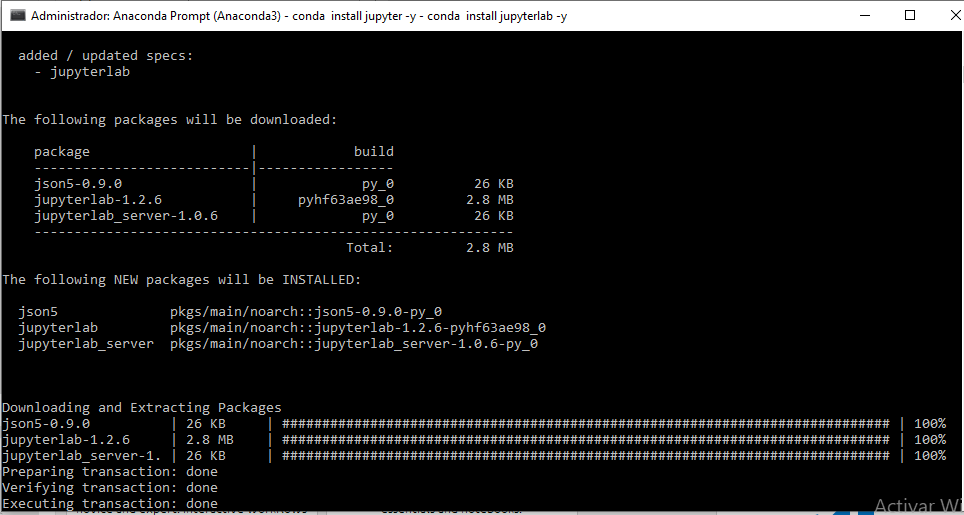 Administrador: Anaconda Prompt (Anaconda3) - conda install jupyter -y - conda install jupyterlab -y
added / updated specs:
- jupyterlab
The following packages will be downloaded:
package | build
---------------------------|-----------------
json5-0.9.0 | py_0 26 KB
jupyterlab-1.2.6 | pyhf63ae98_0 2.8 MB
jupyterlab_server-1.0.6 | py_0 26 KB
------------------------------------------------------------
Total: 2.8 MB
The following NEW packages will be INSTALLED:
json5 pkgs/main/noarch::json5-0.9.0-py_0
jupyterlab pkgs/main/noarch::jupyterlab-1.2.6-pyhf63ae98_0
jupyterlab_server pkgs/main/noarch::jupyterlab_server-1.0.6-py_0
Downloading and Extracting Packages
json5-0.9.0 | 26 KB | ############################################################################ | 100%
jupyterlab-1.2.6 | 2.8 MB | ############################################################################ | 100%
jupyterlab_server-1. | 26 KB | ############################################################################ | 100%
Preparing transaction: done
Verifying transaction: done
Executing transaction: done
Activar Wi